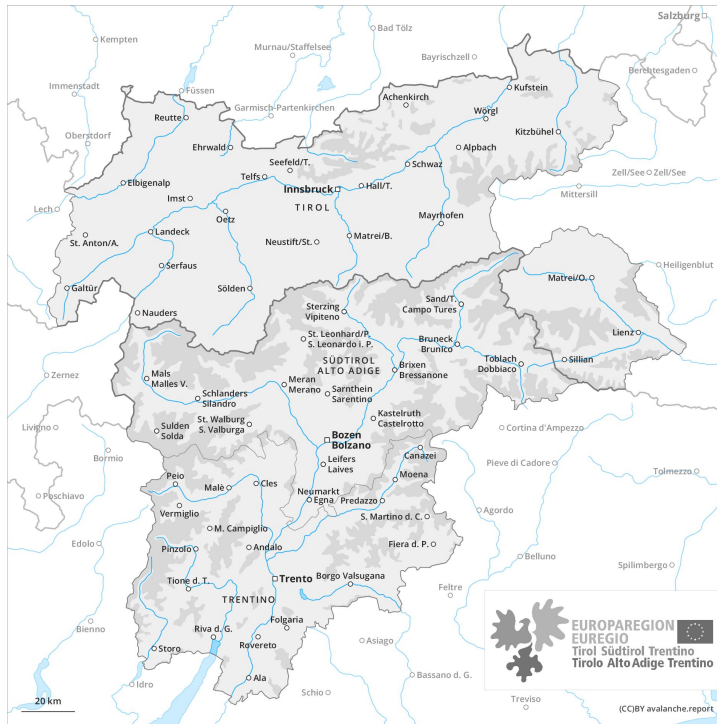 Salzburg
Kempten
Bad Tölz
Murnau/Staffelsee
Bayrischzell
Berchtesgaden
Immenstadt
Füssen
Achenkirch
Kufstein
Garmisch-Partenkirchen
Reutte
Wörgl
Oberstdorf
Kitzbühel
Ehrwald
Alpbach
Seefeld/T.
Schwaz
Zell/See
Zell/See
Telfs
Elbigenalp
Innsbruck
Hall/T.
Mittersill
Imst
Lech
TIROL
Oetz
Mayrhofen
Landeck
St. Anton/A.
Neustift/St.
Matrei/B.
Serfaus
Heiligenblut
Matrei/O.
Galtür
Sölden
Sand/T.
Campo Tures
Nauders
Sterzing
Vipiteno
Lienz
St. Leonhard/P.
S. Leonardo i. P.
Bruneck
Brunico
Toblach
Dobbiaco
Sillian
SÜDTIROL
ALTO ADIGE
Brixen
Bressanone
Zernez
Mals
Malles V.
Meran
Merano
Sarnthein
Sarentino
Schlanders
Silandro
Kastelruth
Castelrotto
St. Walburg
S. Valburga
Sulden
Solda
Livigno
Cortina d'Ampezzo
Bozen
Bolzano
Bormio
Canazei
Leifers
Laives
Pieve di Cadore
Tolmezzo
Peio
Moena
Malè
Cles
Neumarkt
Egna
Predazzo
Poschiavo
Vermiglio
Agordo
S. Martino d. C.
M. Campiglio
Edolo
Fiera d. P.
Pinzolo
Andalo
Belluno
Spilimbergo
Tione d. T.
Trento
Borgo Valsugana
Feltre
TRENTINO
Folgaria
Bienno
Riva d. G.
Rovereto
Asiago
Storo
Bassano d. G.
Ala
Idro
Schio
Treviso
20 km
EUROPAREGION
EUREGIO
Tirol Südtirol Trentino
Tirolo Alto Adige Trentino
(CC)BY avalanche.report